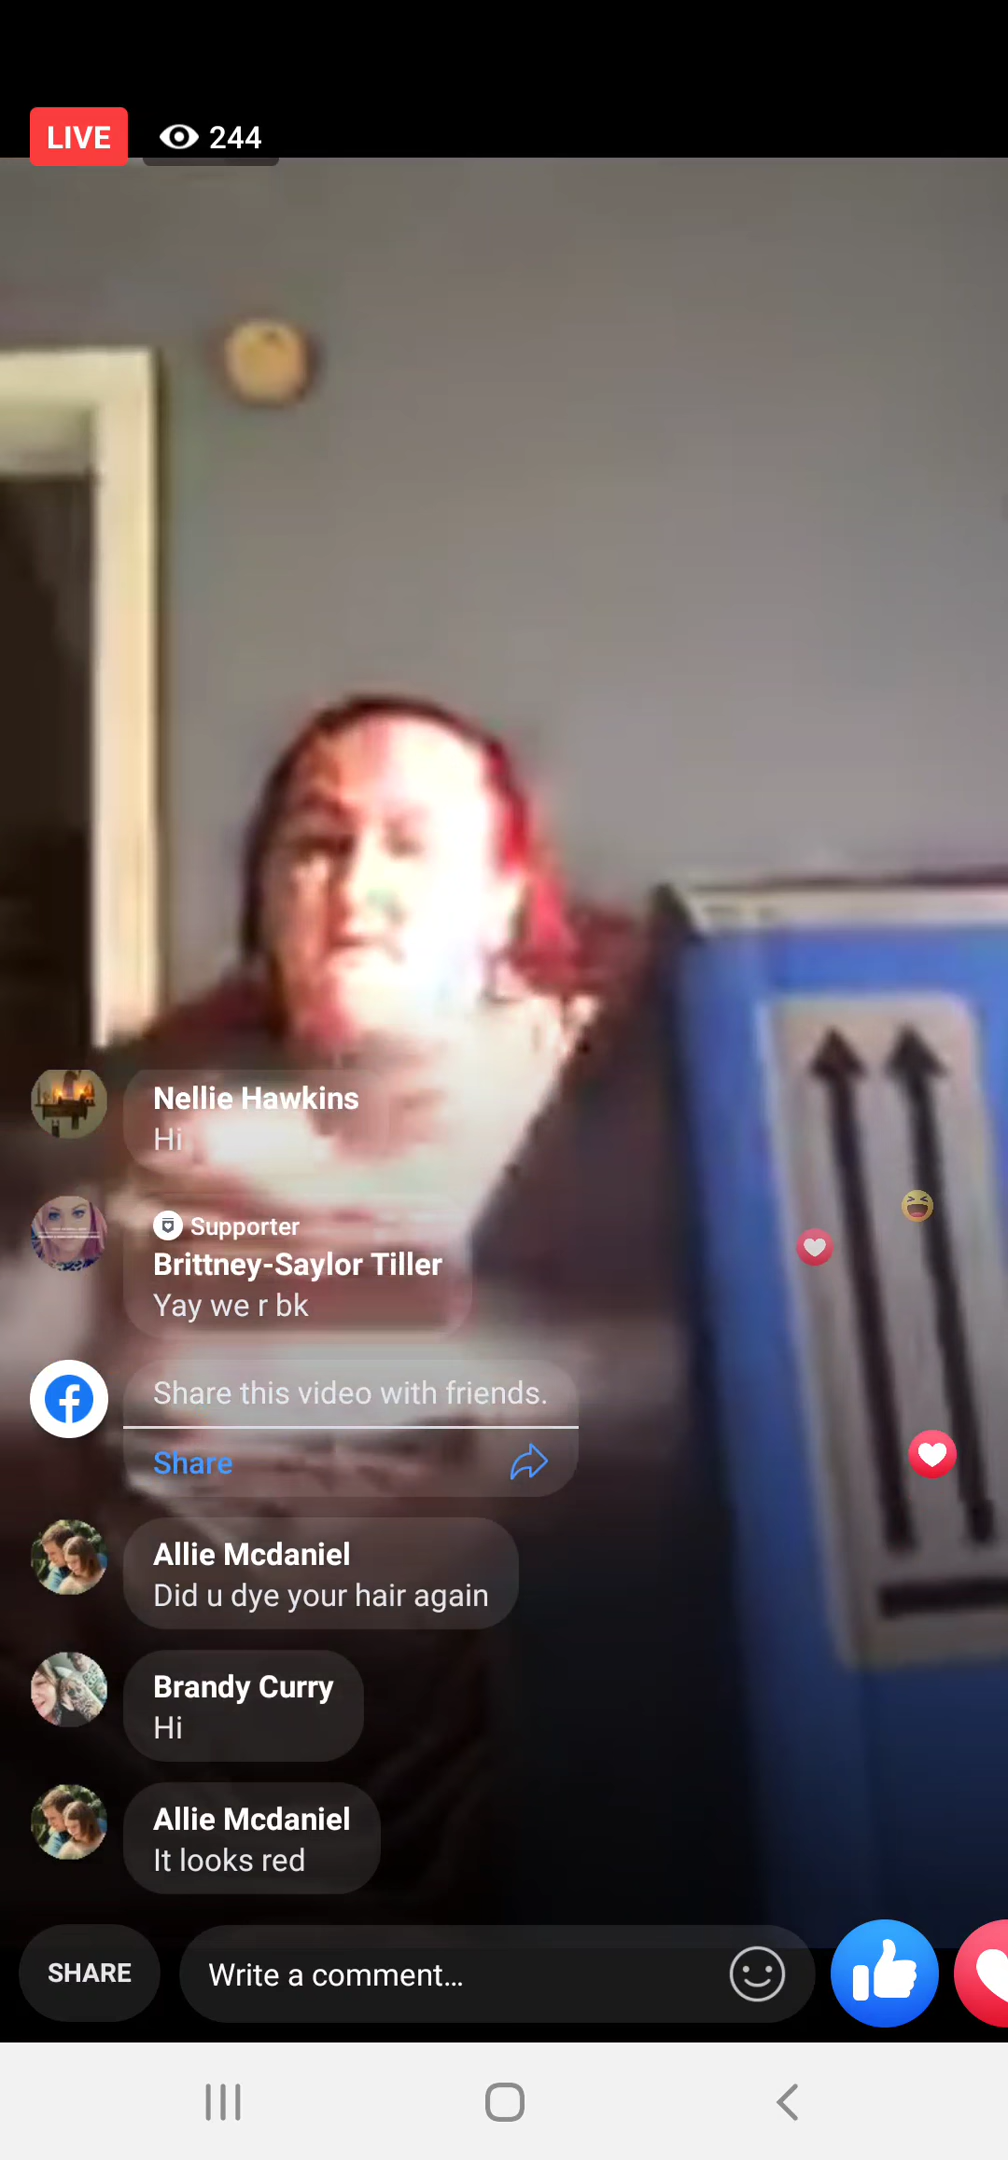 LIVE 244
Nellie Hawkins
Hi
Supporter
Brittney-Saylor Tiller
Yay we r bk
Share this video with friends.
Share
Allie Mcdaniel
Did u dye your hair again
Brandy Curry
Hi
Allie Mcdaniel
It looks red
SHARE Write a comment...